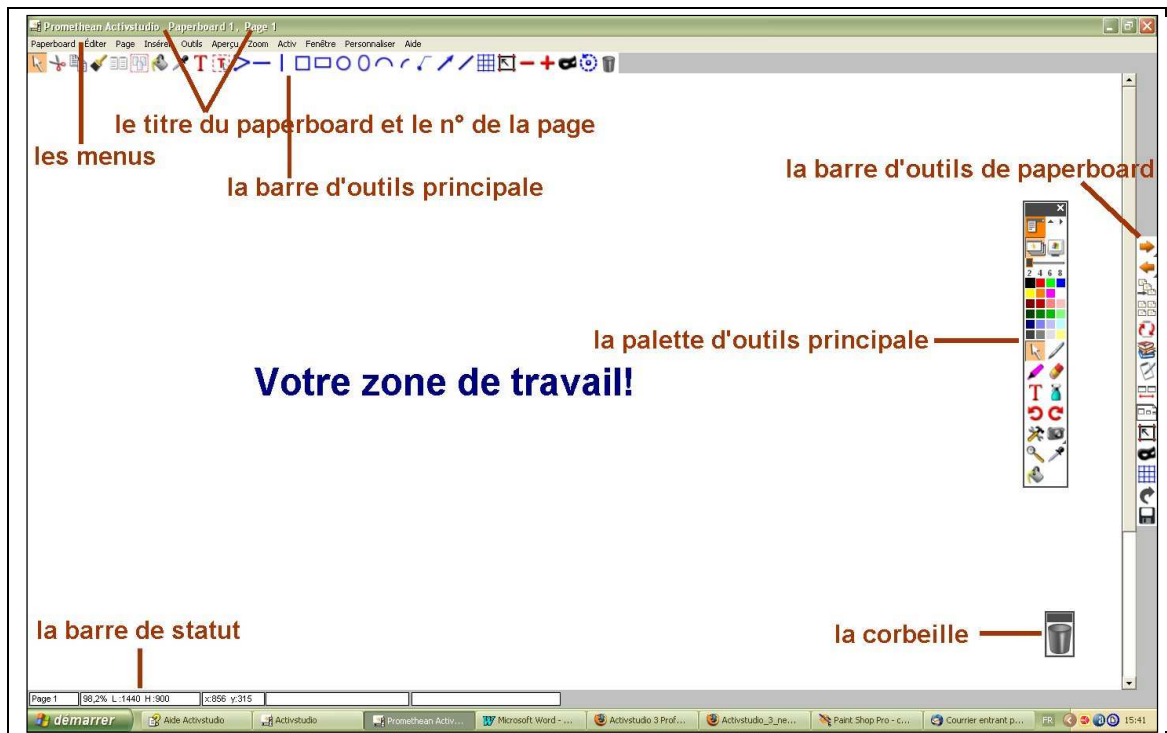 Promethean Activstudio , Paperboard 1 , Page 1
Paperboard Éditer Page Insérer Outils Aperçu Zoom Activ Fenêtre Personnaliser Aide
le titre du paperboard et le n° de la page
les menus
la barre d'outils principale
la barre d'outils de paperboard
2 4 6 8
la palette d'outils principale
Votre zone de travail!
la barre de statut
la corbeille
Page 1 98,2% L :1440 H :900 x:856 y:315
démarrer Aide Activstudio Activstudio Promethean Activ... Microsoft Word - ... Activstudio 3 Prof... Activstudio_3_ne... Paint Shop Pro - c... Courrier entrant p... FR 15:41